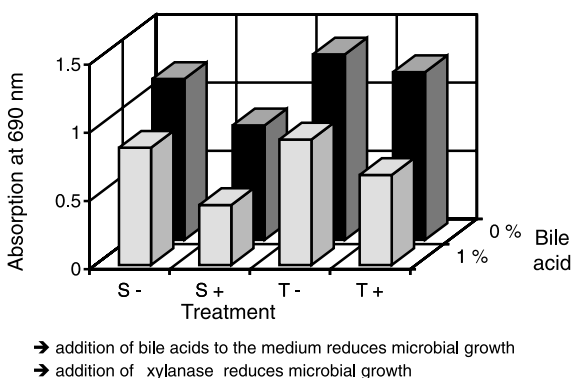 Absorption at 690 nm
1.5
1
0.5
0
S - S + T - T +
Treatment
0 %
1 %
Bile
acid
➔ addition of bile acids to the medium reduces microbial growth
➔ addition of xylanase reduces microbial growth